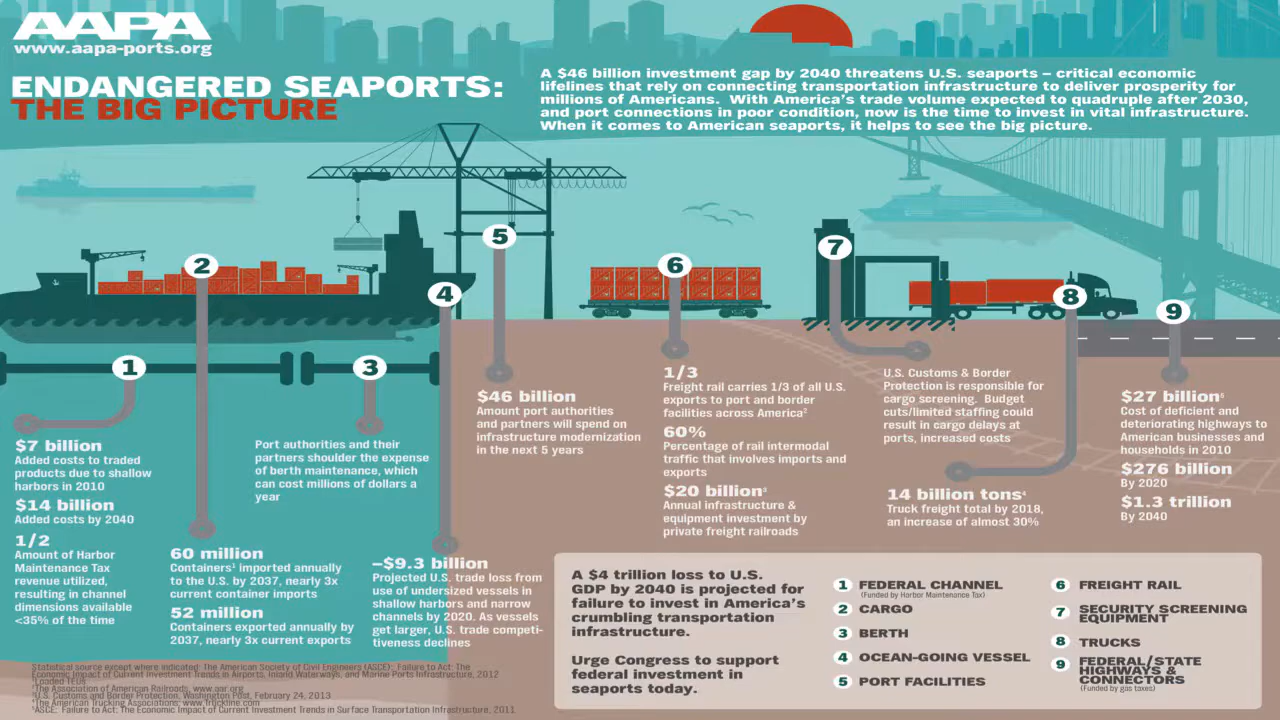 AAPA
www.aapa-ports.org
ENDANGERED SEAPORTS:
THE BIG PICTURE
A $46 billion investment gap by 2040 threatens U.S. seaports – critical economic
lifelines that rely on connecting transportation infrastructure to deliver prosperity for
millions of Americans. With America's trade volume expected to quadruple after 2030,
and port connections in poor condition, now is the time to invest in vital infrastructure.
When it comes to American seaports, it helps to see the big picture.
1
$7 billion
Added costs to traded
products due to shallow
harbors in 2010
$14 billion
Added costs by 2040
1/2
Amount of Harbor
Maintenance Tax
revenue utilized,
resulting in channel
dimensions available
<35% of the time
2
60 million
Containers¹ imported annually
to the U.S. by 2037, nearly 3x
current container imports
52 million
Containers exported annually by
2037, nearly 3x current exports
3
Port authorities and their
partners shoulder the expense
of berth maintenance, which
can cost millions of dollars a
year
4
–$9.3 billion
Projected U.S. trade loss from
use of undersized vessels in
shallow harbors and narrow
channels by 2020. As vessels
get larger, U.S. trade competi-
tiveness declines
5
$46 billion
Amount port authorities
and partners will spend on
infrastructure modernization
in the next 5 years
6
1/3
Freight rail carries 1/3 of all U.S.
exports to port and border
facilities across America²
60%
Percentage of rail intermodal
traffic that involves imports and
exports
$20 billion³
Annual infrastructure &
equipment investment by
private freight railroads
7
U.S. Customs & Border
Protection is responsible for
cargo screening. Budget
cuts/limited staffing could
result in cargo delays at
ports, increased costs
8
14 billion tons⁴
Truck freight total by 2018,
an increase of almost 30%
9
$27 billion⁵
Cost of deficient and
deteriorating highways to
American businesses and
households in 2010
$276 billion
By 2020
$1.3 trillion
By 2040
A $4 trillion loss to U.S.
GDP by 2040 is projected for
failure to invest in America's
crumbling transportation
infrastructure.
Urge Congress to support
federal investment in
seaports today.
1 FEDERAL CHANNEL
(Funded by Harbor Maintenance Tax)
2 CARGO
3 BERTH
4 OCEAN-GOING VESSEL
5 PORT FACILITIES
6 FREIGHT RAIL
7 SECURITY SCREENING
EQUIPMENT
8 TRUCKS
9 FEDERAL/STATE
HIGHWAYS &
CONNECTORS
(Funded by gas taxes)
Statistical source except where indicated: The American Society of Civil Engineers (ASCE): Failure to Act: The
Economic Impact of Current Investment Trends in Airports, Inland Waterways, and Marine Ports Infrastructure, 2012
¹Loaded TEUs
²The Association of American Railroads, www.aar.org
³U.S. Customs and Border Protection, Washington Post, February 24, 2013
⁴The American Trucking Associations; www.Truckline.com
⁵ASCE: Failure to Act: The Economic Impact of Current Investment Trends in Surface Transportation Infrastructure, 2011